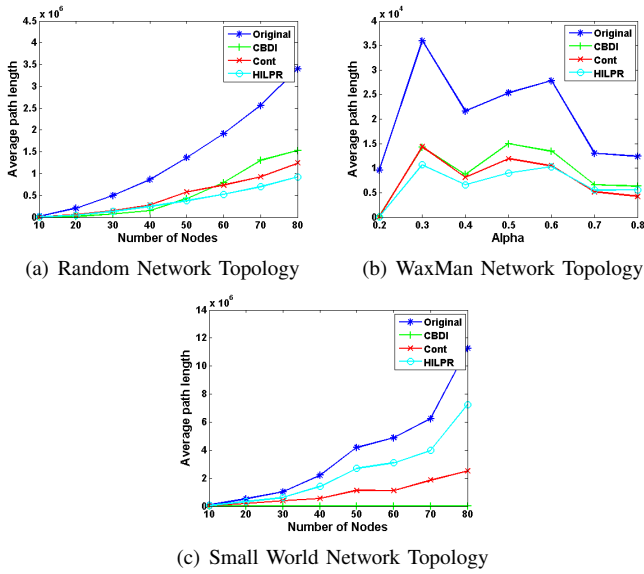 x 10^6
4.5
4
3.5
3
2.5
2
1.5
1
0.5
0
Average path length
Original
CBDI
Cont
HILPR
10 20 30 40 50 60 70 80
Number of Nodes
(a) Random Network Topology
x 10^4
4
3.5
3
2.5
2
1.5
1
0.5
0
Average path length
Original
CBDI
Cont
HILPR
0.2 0.3 0.4 0.5 0.6 0.7 0.8
Alpha
(b) WaxMan Network Topology
x 10^6
14
12
10
8
6
4
2
0
Average path length
Original
CBDI
Cont
HILPR
10 20 30 40 50 60 70 80
Number of Nodes
(c) Small World Network Topology